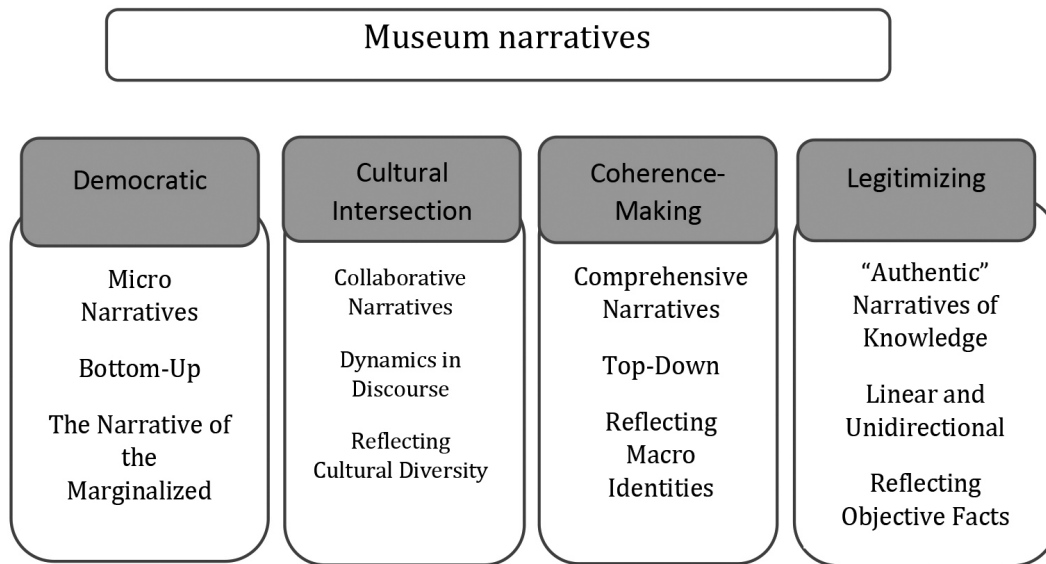 Museum narratives
Democratic
Micro
Narratives
Bottom-Up
The Narrative of
the
Marginalized
Cultural
Intersection
Collaborative
Narratives
Dynamics in
Discourse
Reflecting
Cultural Diversity
Coherence-
Making
Comprehensive
Narratives
Top-Down
Reflecting
Macro
Identities
Legitimizing
“Authentic”
Narratives of
Knowledge
Linear and
Unidirectional
Reflecting
Objective Facts